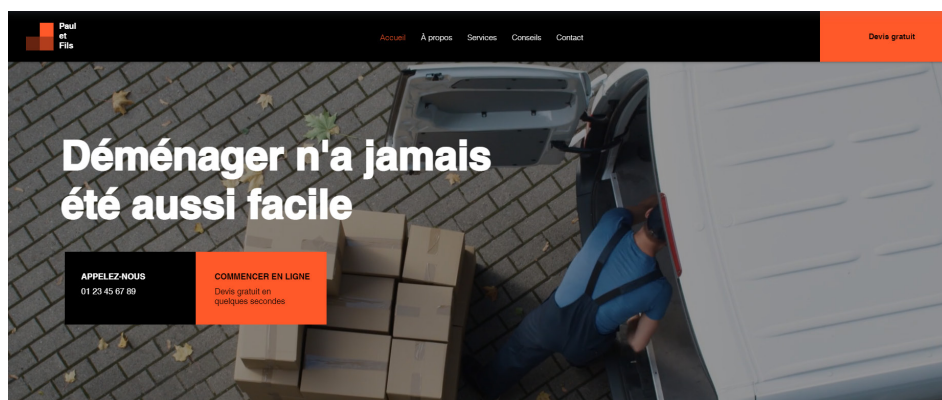 Paul
et
Fils
Accueil
À propos
Services
Conseils
Contact
Devis gratuit
Déménager n'a jamais
été aussi facile
APPELEZ-NOUS
01 23 45 67 89
COMMENCER EN LIGNE
Devis gratuit en
quelques secondes